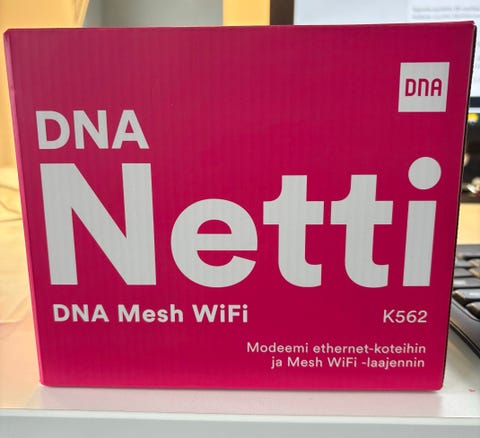 DNA
DNA
Netti
DNA Mesh WiFi
K562
Modeemi ethernet-koteihin
ja Mesh WiFi -laajennin